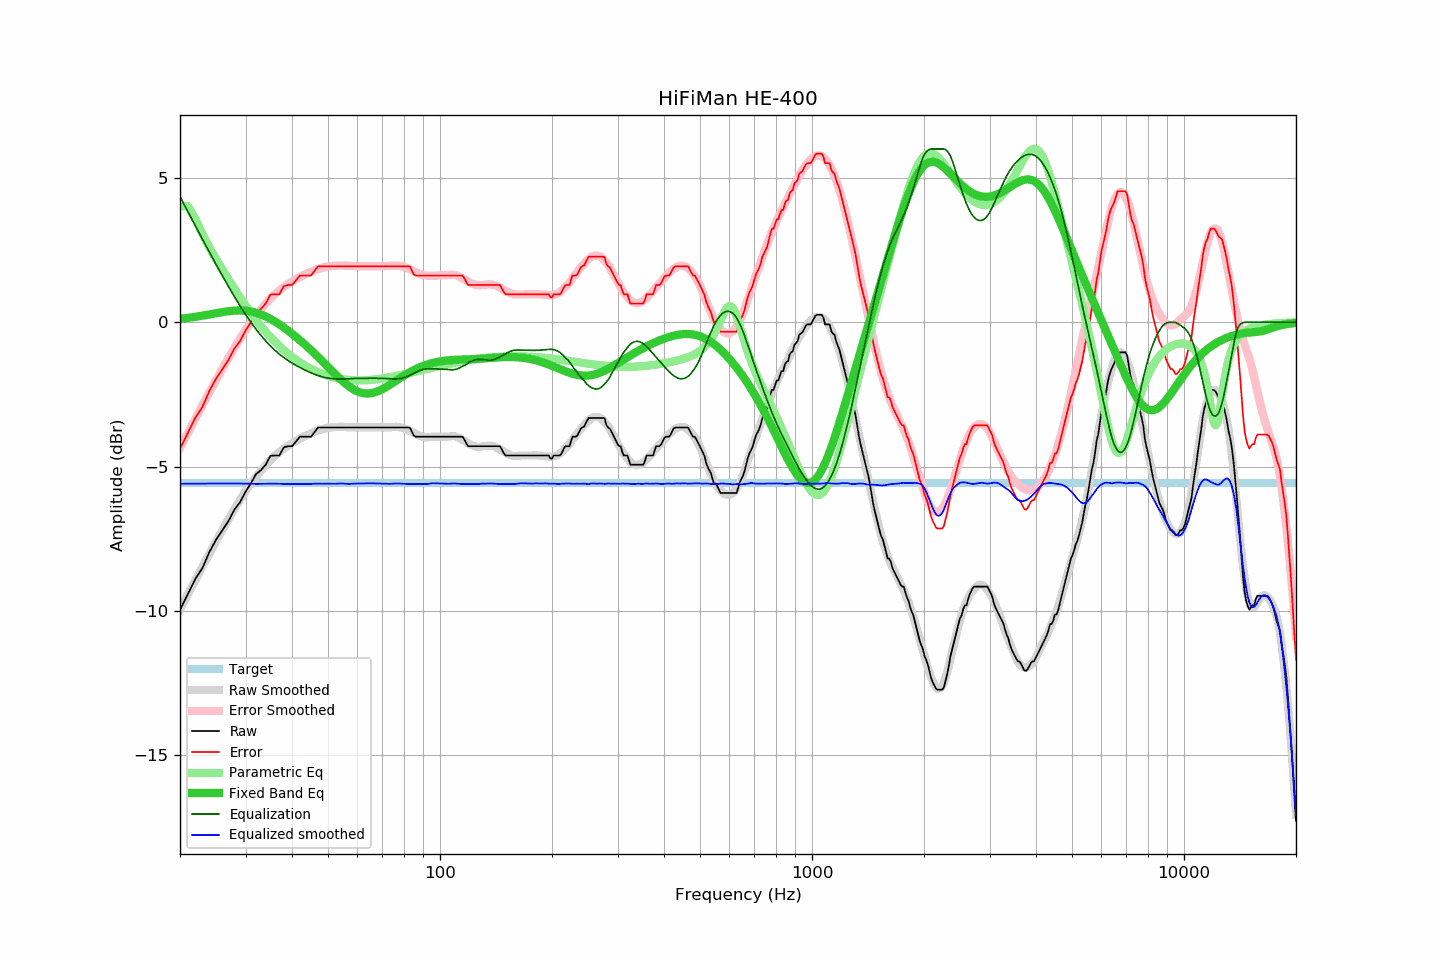 HiFiMan HE-400
Amplitude (dBr)
5
0
−5
−10
−15
Target
Raw Smoothed
Error Smoothed
Raw
Error
Parametric Eq
Fixed Band Eq
Equalization
Equalized smoothed
100
1000
10000
Frequency (Hz)